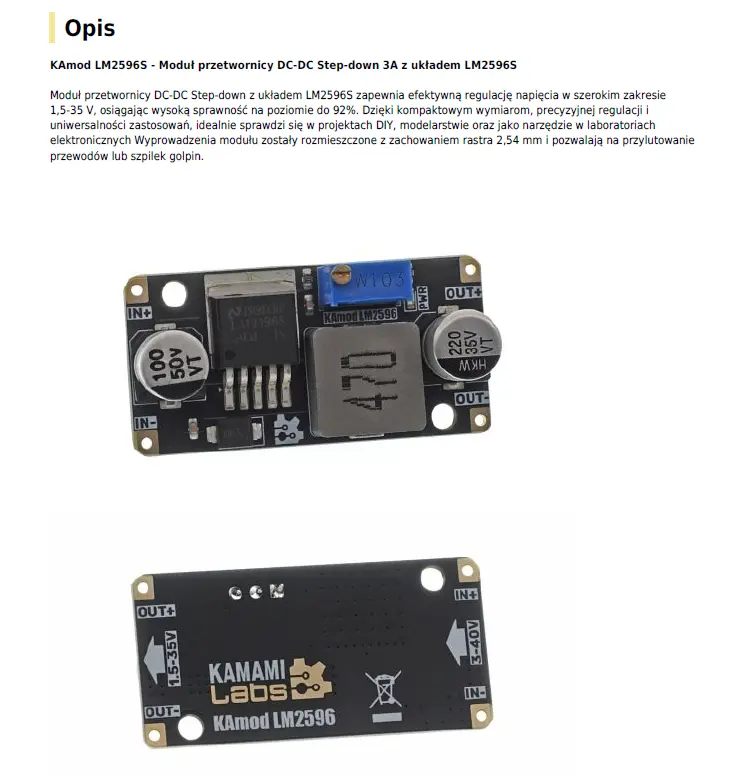 Opis
KAmod LM2596S - Moduł przetwornicy DC-DC Step-down 3A z układem LM2596S
Moduł przetwornicy DC-DC Step-down z układem LM2596S zapewnia efektywną regulację napięcia w szerokim zakresie
1,5-35 V, osiągając wysoką sprawność na poziomie do 92%. Dzięki kompaktowym wymiarom, precyzyjnej regulacji i
uniwersalności zastosowań, idealnie sprawdzi się w projektach DIY, modelarstwie oraz jako narzędzie w laboratoriach
elektronicznych Wyprowadzenia modułu zostały rozmieszczone z zachowaniem rastra 2,54 mm i pozwalają na przylutowanie
przewodów lub szpilek golpin.
W103
PWR
OUT+
IN+
KAmod LM2596
100
50V
VT
470
220
35V
VT
HKW
OUT-
IN-
OUT+
IN+
1.5-35V
3-40V
KAMAMI
Labs
OUT-
IN-
KAmod LM2596